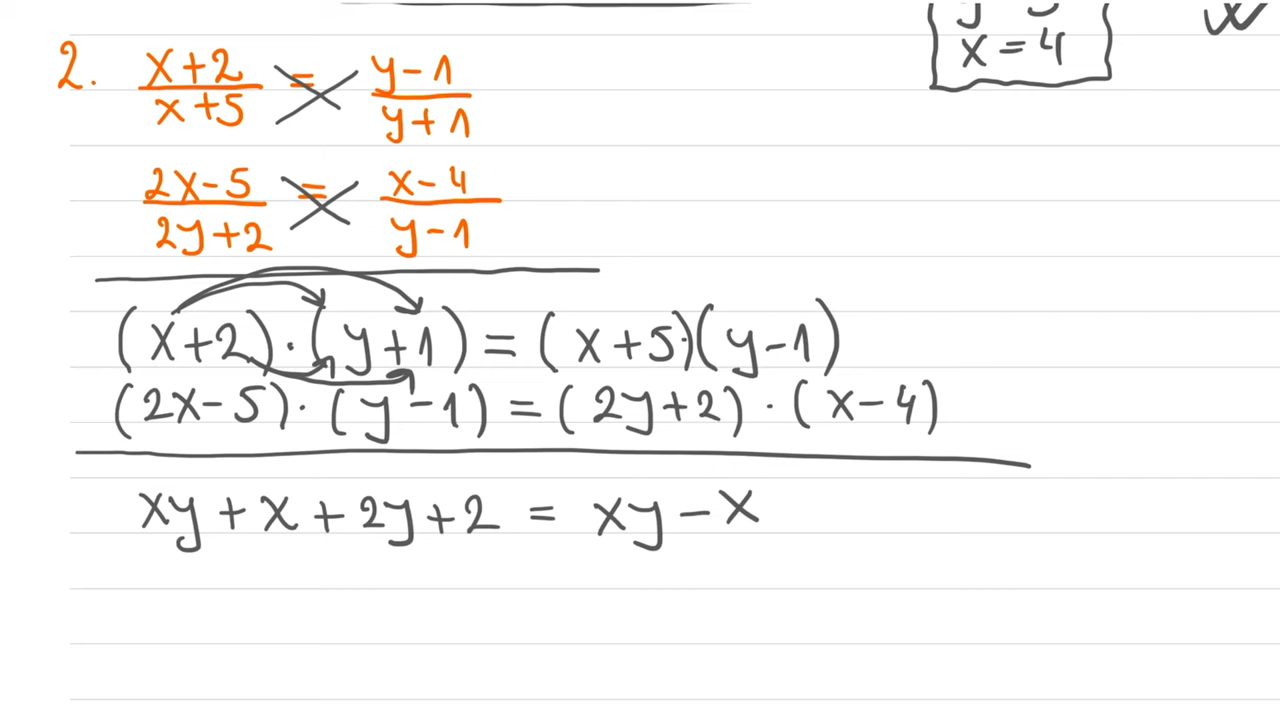 x = 4
2. x+2 / x+5 = y-1 / y+1
2x-5 / 2y+2 = x-4 / y-1
(x+2)·(y+1) = (x+5)·(y-1)
(2x-5)·(y-1) = (2y+2)·(x-4)
xy + x + 2y + 2 = xy - x